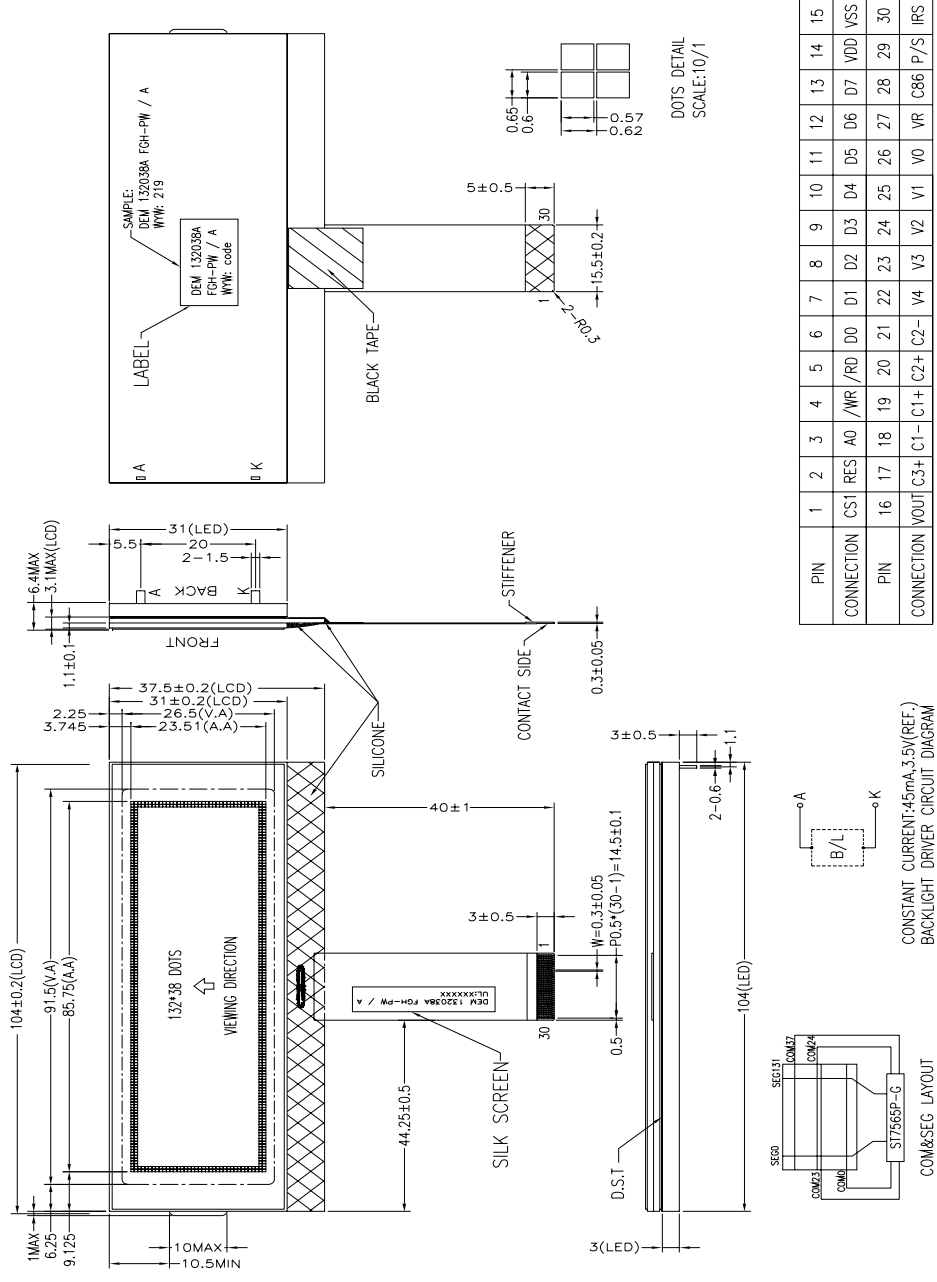 104±0.2(LCD)
91.5(V.A)
85.75(A.A)
1MAX
6.25
9.125
10MAX
10.5MIN
132*38 DOTS
VIEWING DIRECTION
2.25
3.745
37.5±0.2(LCD)
31±0.2(LCD)
26.5(V.A)
23.51(A.A)
6.4MAX
3.1MAX(LCD)
1.1±0.1
31(LED)
5.5
20
2-1.5
A
K
BACK
FRONT
SILICONE
STIFFENER
CONTACT SIDE
0.3±0.05
LABEL
SAMPLE:
DEM 132038A FGH-PW / A
WYW: 219
DEM 132038A
FGH-PW / A
WYW: code
A
K
BLACK TAPE
5±0.5
1
30
15.5±0.2
2-R0.3
0.65
0.6
0.57
0.62
DOTS DETAIL
SCALE:10/1
DEM 132038A FGH-PW / A
UL:XXXXXX
SILK SCREEN
44.25±0.5
40±1
3±0.5
30
1
0.5
W=0.3±0.05
P0.5*(30-1)=14.5±0.1
D.S.T
3(LED)
104(LED)
3±0.5
2-0.6
1.1
SEG0
SEG131
COM37
COM24
COM23
COM0
ST7565P-G
COM&SEG LAYOUT
B/L
A
K
CONSTANT CURRENT:45mA,3.5V(REF.)
BACKLIGHT DRIVER CIRCUIT DIAGRAM
PIN 1 2 3 4 5 6 7 8 9 10 11 12 13 14 15
CONNECTION CS1 RES A0 /WR /RD D0 D1 D2 D3 D4 D5 D6 D7 VDD VSS
PIN 16 17 18 19 20 21 22 23 24 25 26 27 28 29 30
CONNECTION VOUT C3+ C1- C1+ C2+ C2- V4 V3 V2 V1 V0 VR C86 P/S IRS